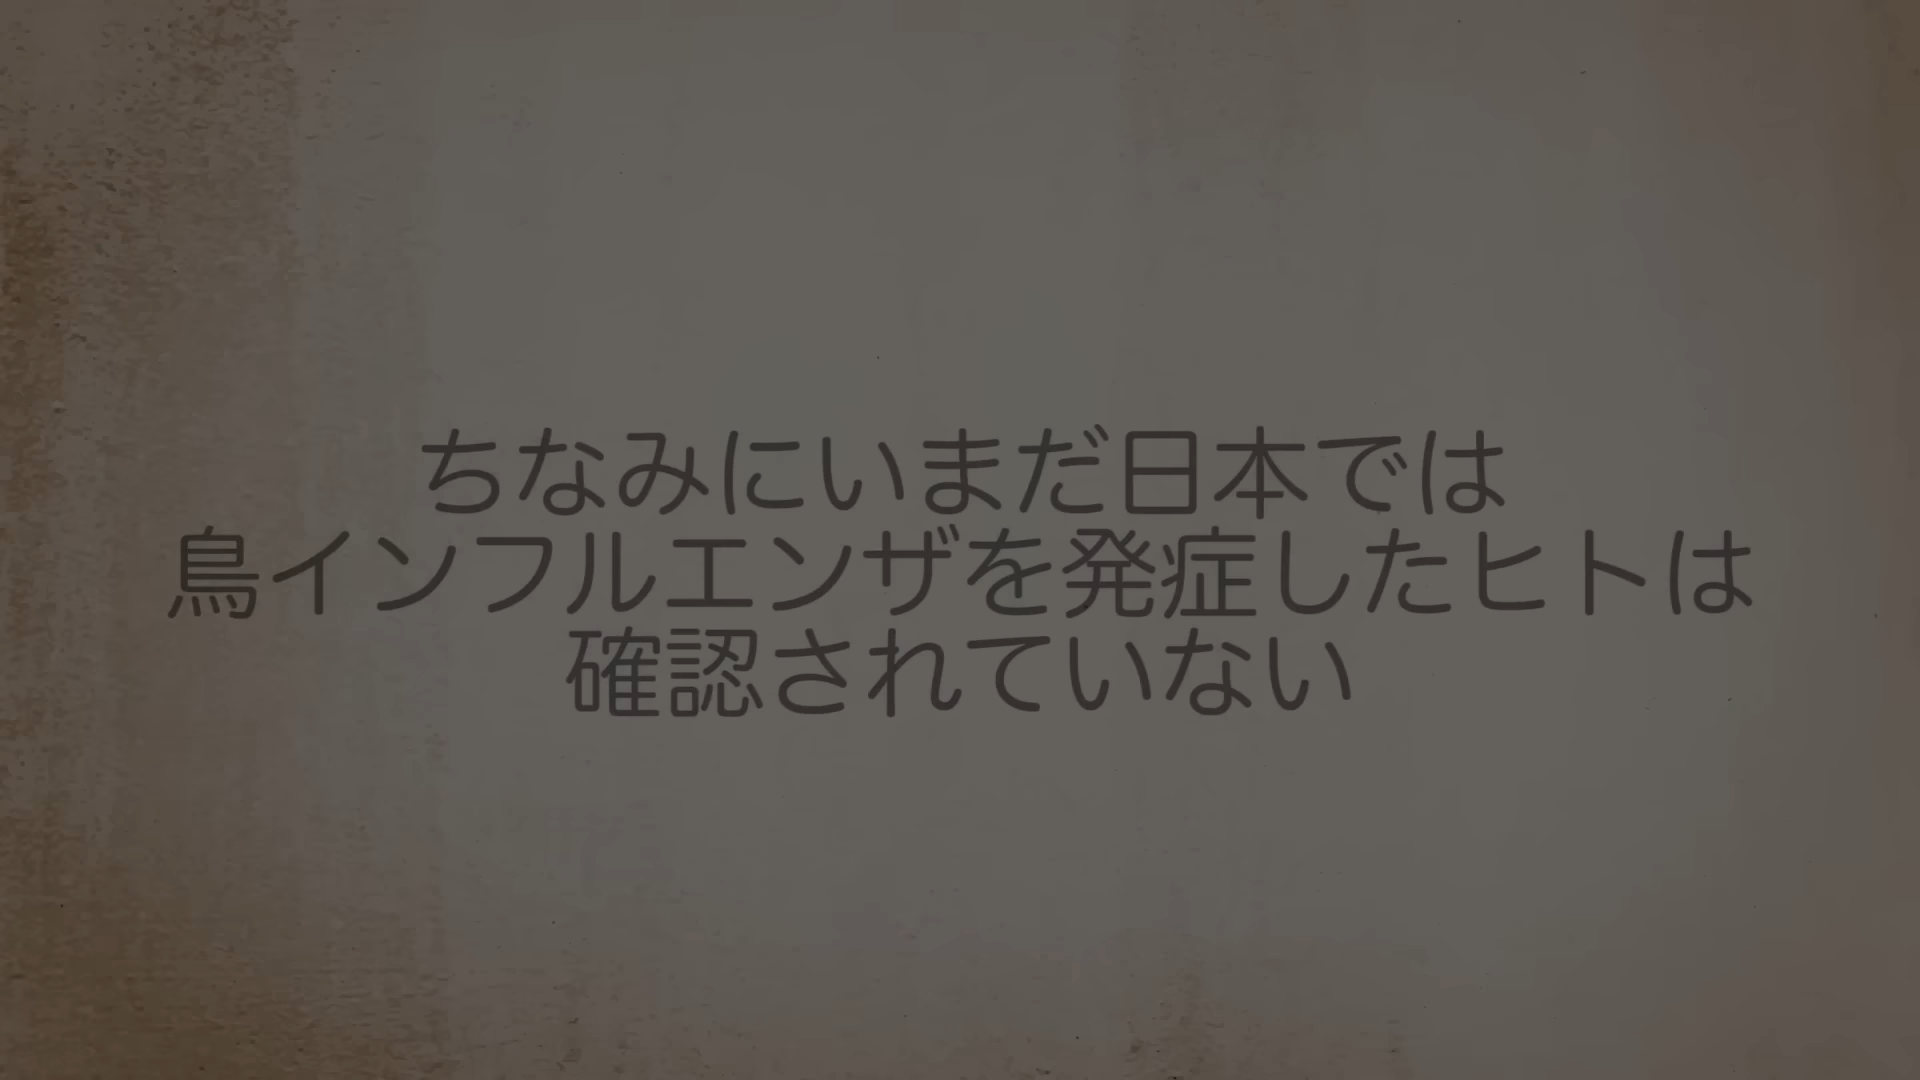 ちなみにいまだ日本では
鳥インフルエンザを発症したヒトは
確認されていない